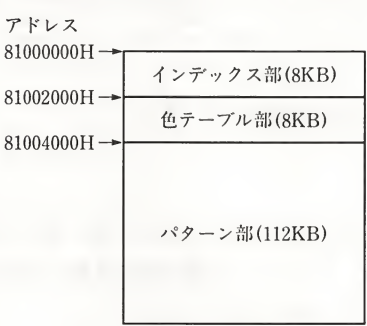 アドレス
81000000H
インデックス部(8KB)
81002000H
色テーブル部(8KB)
81004000H
パターン部(112KB)